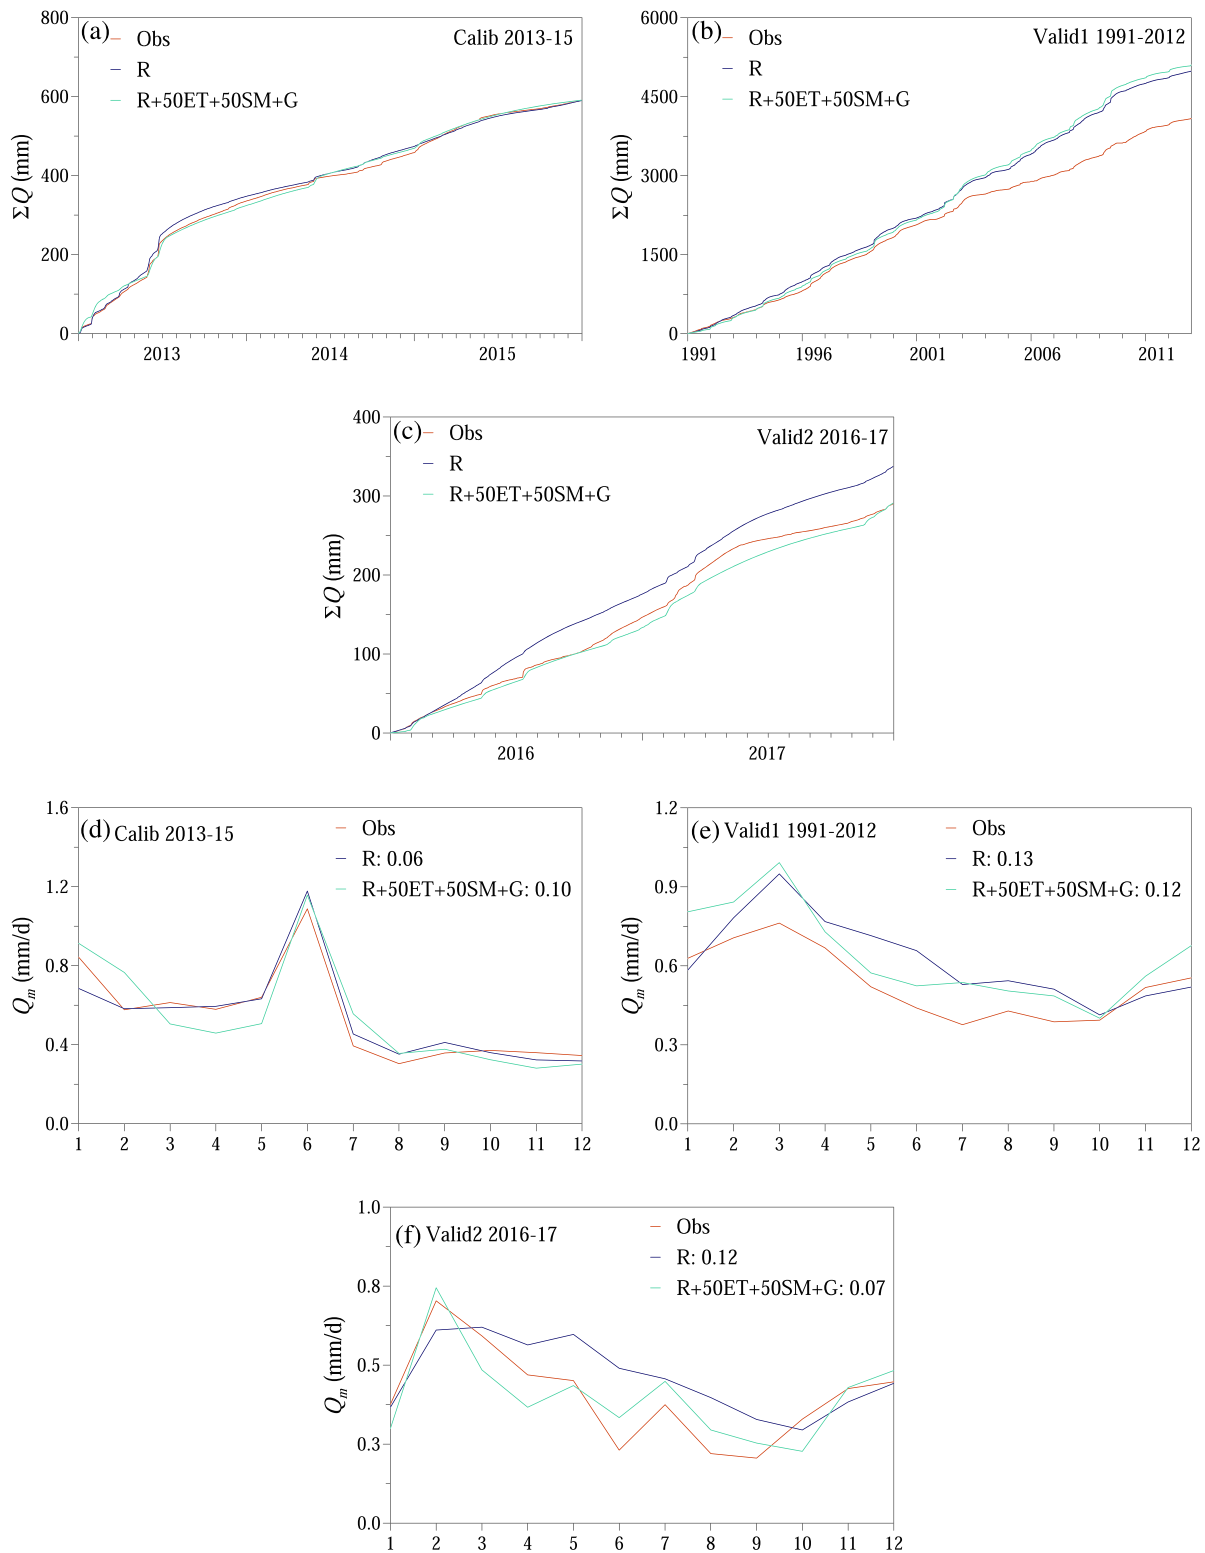 (a) Calib 2013-15
Obs
R
R+50ET+50SM+G
ΣQ (mm)
800
600
400
200
0
2013 2014 2015
(b) Valid1 1991-2012
Obs
R
R+50ET+50SM+G
ΣQ (mm)
6000
4500
3000
1500
0
1991 1996 2001 2006 2011
(c) Valid2 2016-17
Obs
R
R+50ET+50SM+G
ΣQ (mm)
400
300
200
100
0
2016 2017
(d) Calib 2013-15
Obs
R: 0.06
R+50ET+50SM+G: 0.10
Qm (mm/d)
1.6
1.2
0.8
0.4
0.0
1 2 3 4 5 6 7 8 9 10 11 12
(e) Valid1 1991-2012
Obs
R: 0.13
R+50ET+50SM+G: 0.12
Qm (mm/d)
1.2
0.9
0.6
0.3
0.0
1 2 3 4 5 6 7 8 9 10 11 12
(f) Valid2 2016-17
Obs
R: 0.12
R+50ET+50SM+G: 0.07
Qm (mm/d)
1.0
0.8
0.5
0.3
0.0
1 2 3 4 5 6 7 8 9 10 11 12